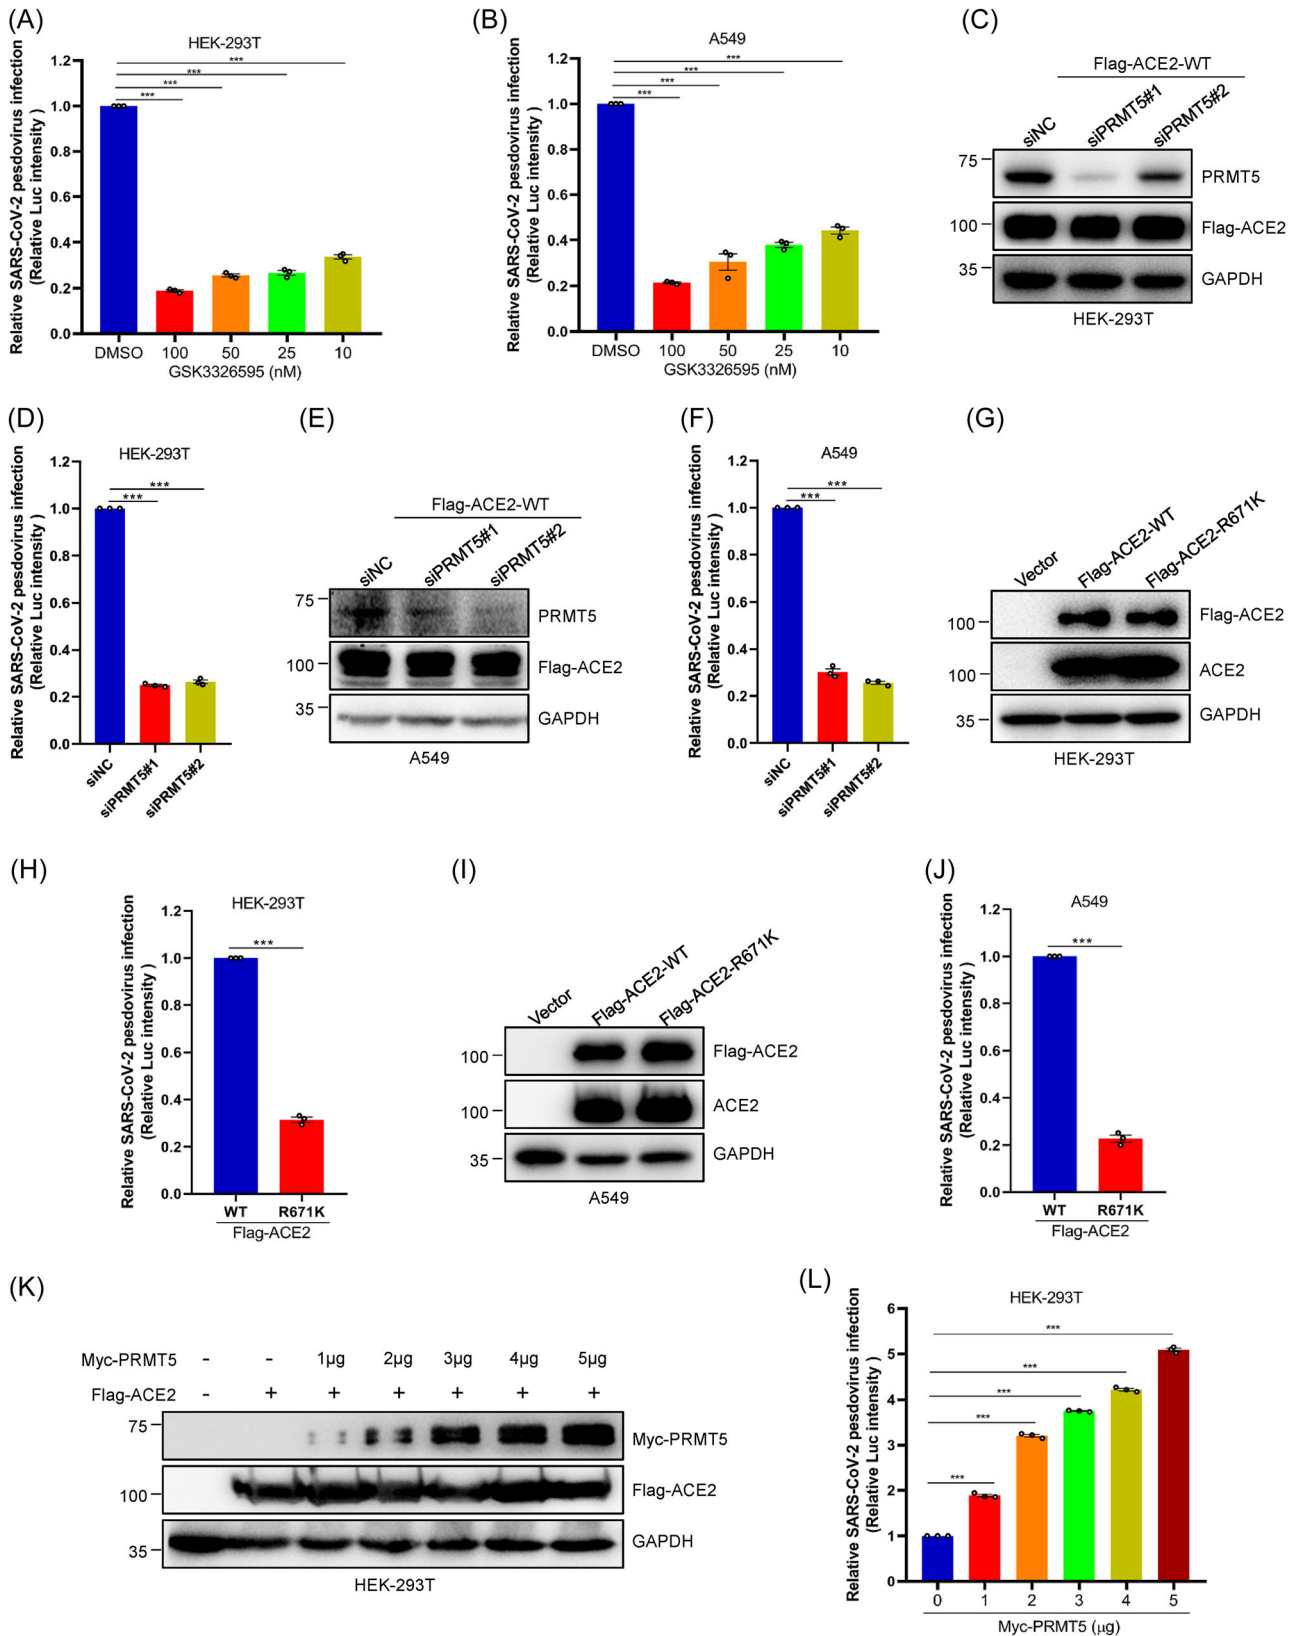 (A)
HEK-293T
Relative SARS-CoV-2 pesdovirus infection
(Relative Luc intensity )
1.2
1.0
0.8
0.6
0.4
0.2
0.0
***
***
***
***
DMSO 100 50 25 10
GSK3326595 (nM)
(B)
A549
Relative SARS-CoV-2 pesdovirus infection
(Relative Luc intensity )
1.2
1.0
0.8
0.6
0.4
0.2
0.0
***
***
***
***
DMSO 100 50 25 10
GSK3326595 (nM)
(C)
Flag-ACE2-WT
siNC siPRMT5#1 siPRMT5#2
75 PRMT5
100 Flag-ACE2
35 GAPDH
HEK-293T
(D)
HEK-293T
Relative SARS-CoV-2 pesdovirus infection
(Relative Luc intensity )
1.2
1.0
0.8
0.6
0.4
0.2
0.0
***
***
siNC siPRMT5#1 siPRMT5#2
(E)
Flag-ACE2-WT
siNC siPRMT5#1 siPRMT5#2
75 PRMT5
100 Flag-ACE2
35 GAPDH
A549
(F)
A549
Relative SARS-CoV-2 pesdovirus infection
(Relative Luc intensity )
1.2
1.0
0.8
0.6
0.4
0.2
0.0
***
***
siNC siPRMT5#1 siPRMT5#2
(G)
Vector Flag-ACE2-WT Flag-ACE2-R671K
100 Flag-ACE2
100 ACE2
35 GAPDH
HEK-293T
(H)
HEK-293T
Relative SARS-CoV-2 pesdovirus infection
(Relative Luc intensity )
1.2
1.0
0.8
0.6
0.4
0.2
0.0
***
WT R671K
Flag-ACE2
(I)
Vector Flag-ACE2-WT Flag-ACE2-R671K
100 Flag-ACE2
100 ACE2
35 GAPDH
A549
(J)
A549
Relative SARS-CoV-2 pesdovirus infection
(Relative Luc intensity )
1.2
1.0
0.8
0.6
0.4
0.2
0.0
***
WT R671K
Flag-ACE2
(K)
Myc-PRMT5 - - 1μg 2μg 3μg 4μg 5μg
Flag-ACE2 - + + + + + +
75 Myc-PRMT5
100 Flag-ACE2
35 GAPDH
HEK-293T
(L)
HEK-293T
Relative SARS-CoV-2 pesdovirus infection
(Relative Luc intensity )
6
5
4
3
2
1
0
***
***
***
***
***
0 1 2 3 4 5
Myc-PRMT5 (μg)